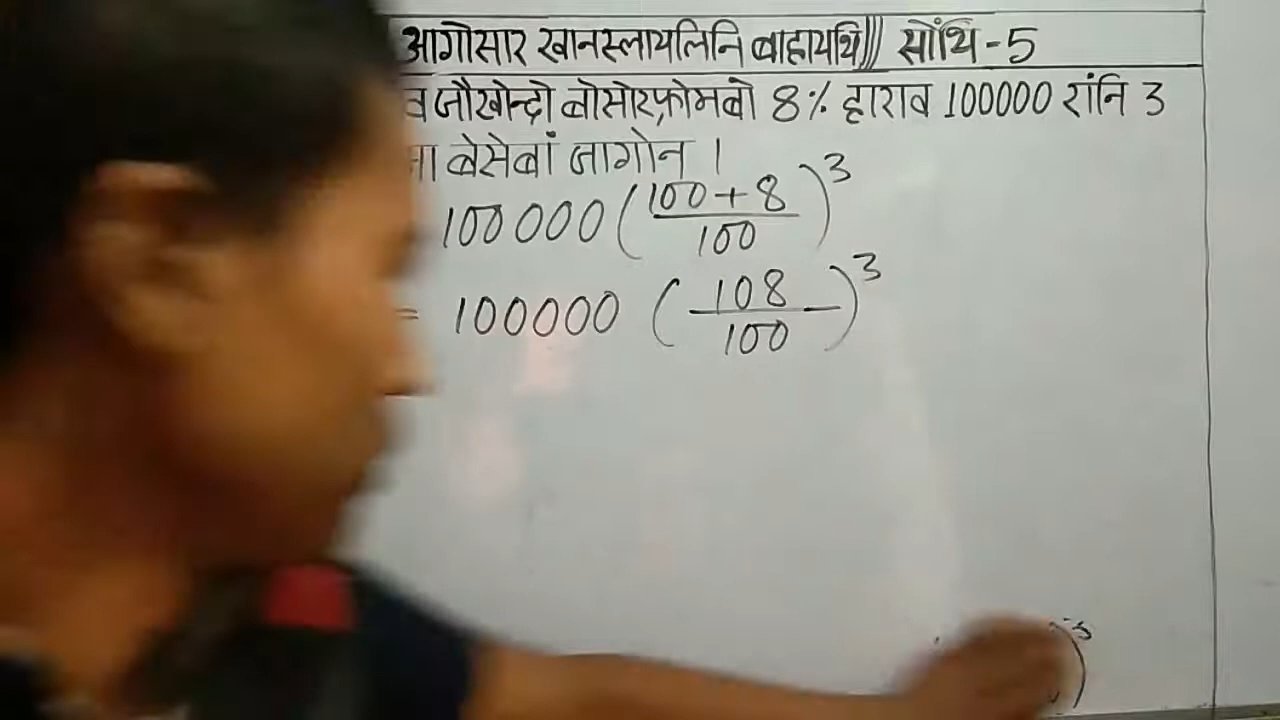 आगोसार खानस्लायलिनि बाहायथि||| सोंथि - 5
व जौखोन्द्रो बोसोरफ्रोमबो 8% हाराव 100000 रांनि 3
बेसेबां जागोन ।
100000 (100 + 8 / 100)³
= 100000 (108 / 100)³